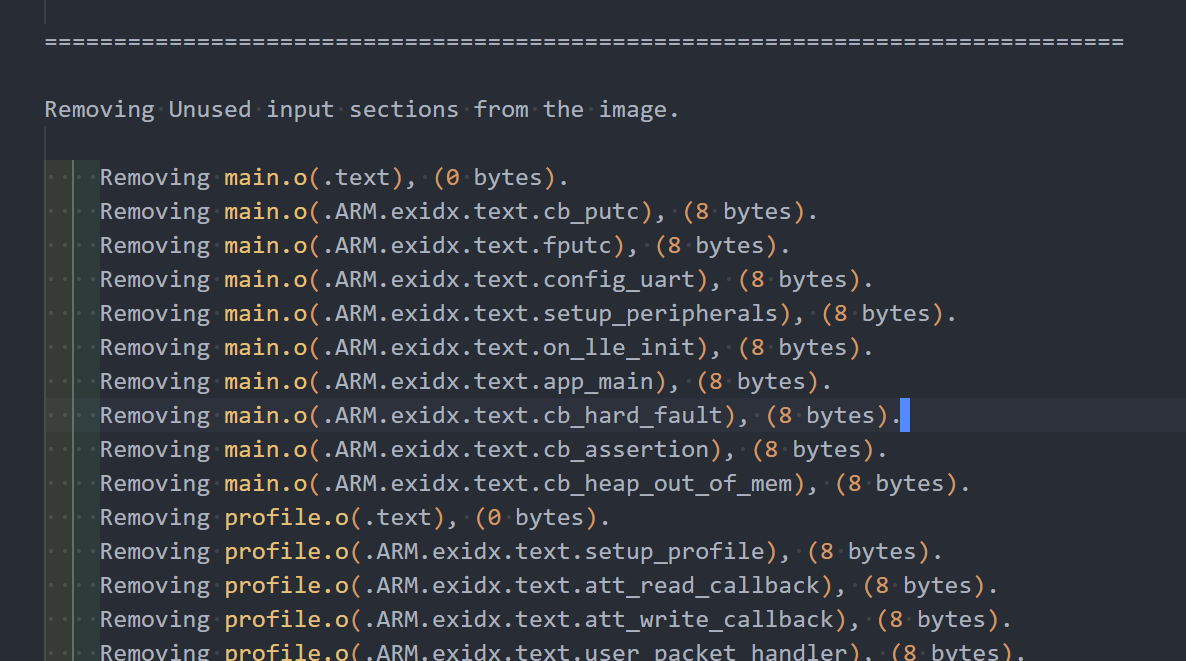 ==============================================================================
Removing Unused input sections from the image.
Removing main.o(.text), (0 bytes).
Removing main.o(.ARM.exidx.text.cb_putc), (8 bytes).
Removing main.o(.ARM.exidx.text.fputc), (8 bytes).
Removing main.o(.ARM.exidx.text.config_uart), (8 bytes).
Removing main.o(.ARM.exidx.text.setup_peripherals), (8 bytes).
Removing main.o(.ARM.exidx.text.on_lle_init), (8 bytes).
Removing main.o(.ARM.exidx.text.app_main), (8 bytes).
Removing main.o(.ARM.exidx.text.cb_hard_fault), (8 bytes).
Removing main.o(.ARM.exidx.text.cb_assertion), (8 bytes).
Removing main.o(.ARM.exidx.text.cb_heap_out_of_mem), (8 bytes).
Removing profile.o(.text), (0 bytes).
Removing profile.o(.ARM.exidx.text.setup_profile), (8 bytes).
Removing profile.o(.ARM.exidx.text.att_read_callback), (8 bytes).
Removing profile.o(.ARM.exidx.text.att_write_callback), (8 bytes).
Removing profile.o(.ARM.exidx.text.user_packet_handler), (8 bytes).